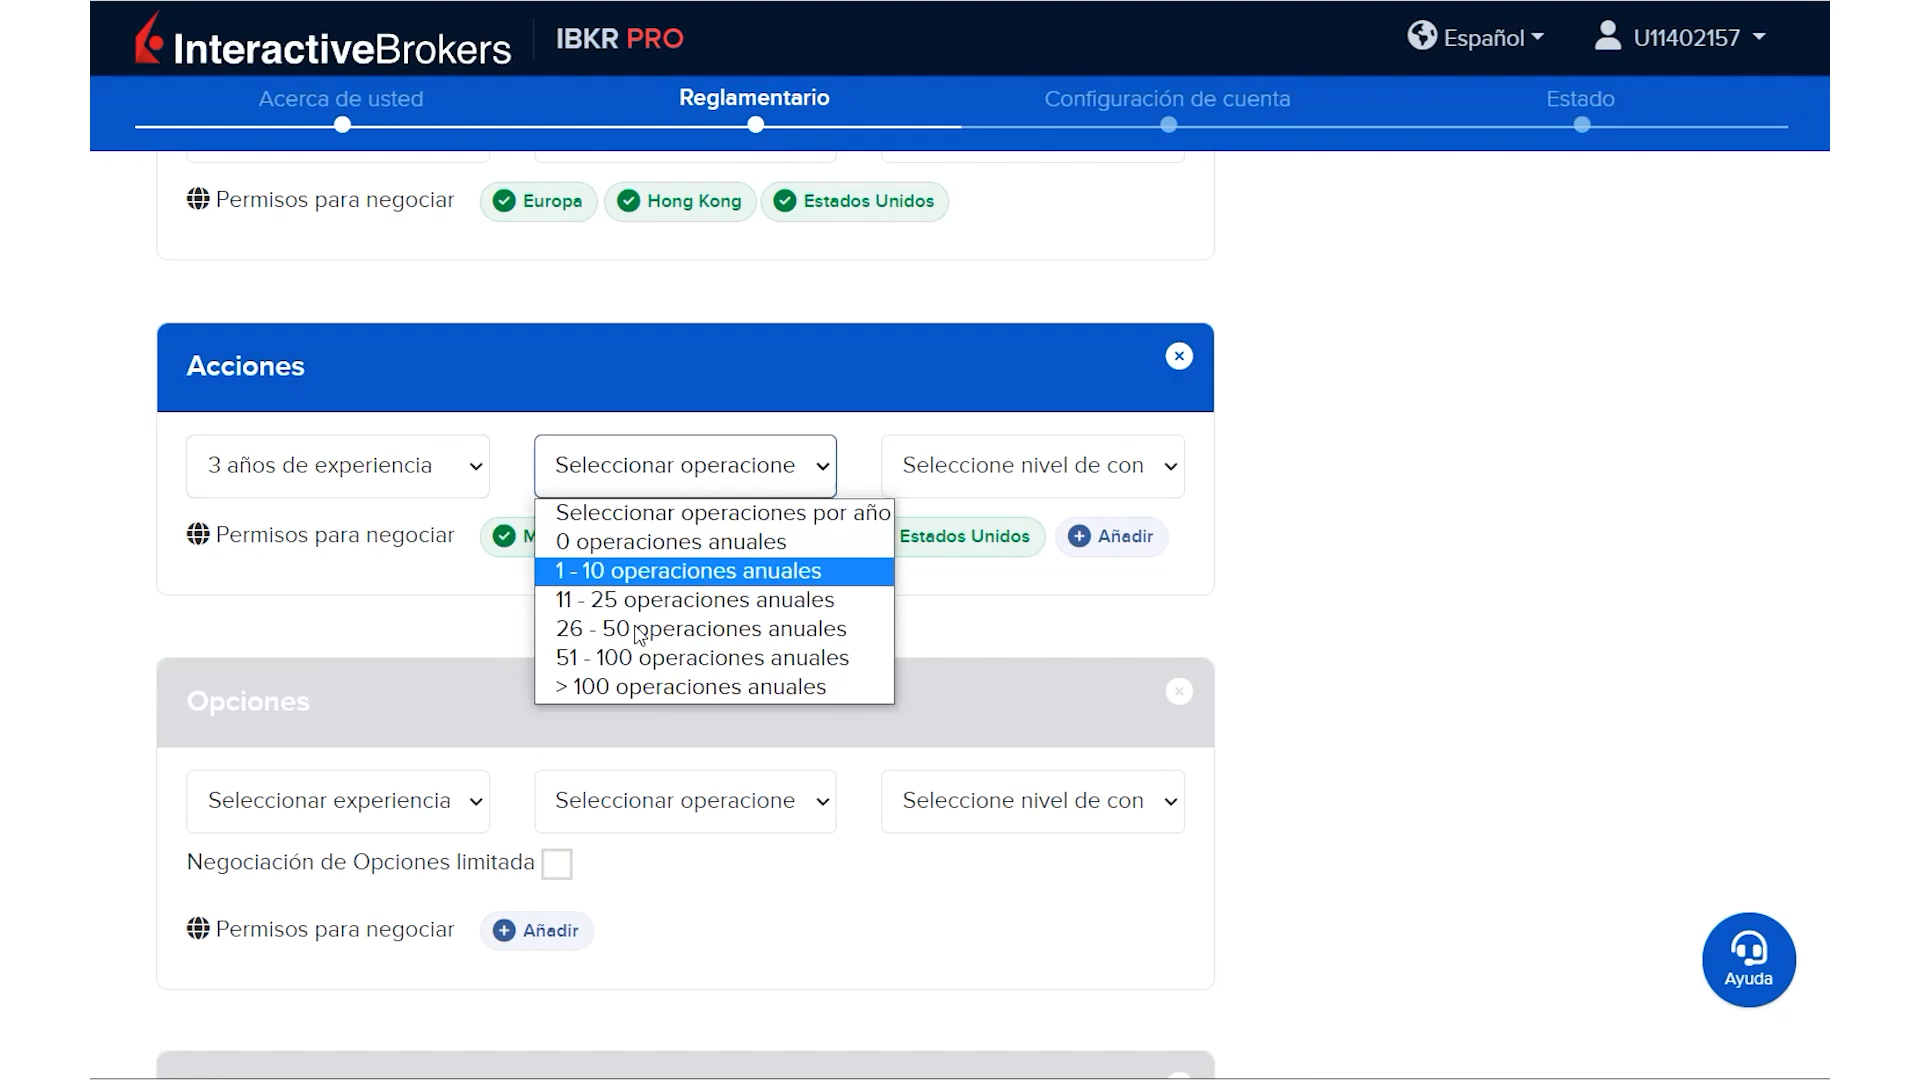 InteractiveBrokers IBKR PRO Español U11402157
Acerca de usted Reglamentario Configuración de cuenta Estado
Permisos para negociar Europa Hong Kong Estados Unidos
Acciones
3 años de experiencia Seleccionar operacione Seleccione nivel de con
Seleccionar operaciones por año
Permisos para negociar M Estados Unidos Añadir
0 operaciones anuales
1 - 10 operaciones anuales
11 - 25 operaciones anuales
26 - 50 operaciones anuales
51 - 100 operaciones anuales
> 100 operaciones anuales
Opciones
Seleccionar experiencia Seleccionar operacione Seleccione nivel de con
Negociación de Opciones limitada
Permisos para negociar Añadir
Ayuda